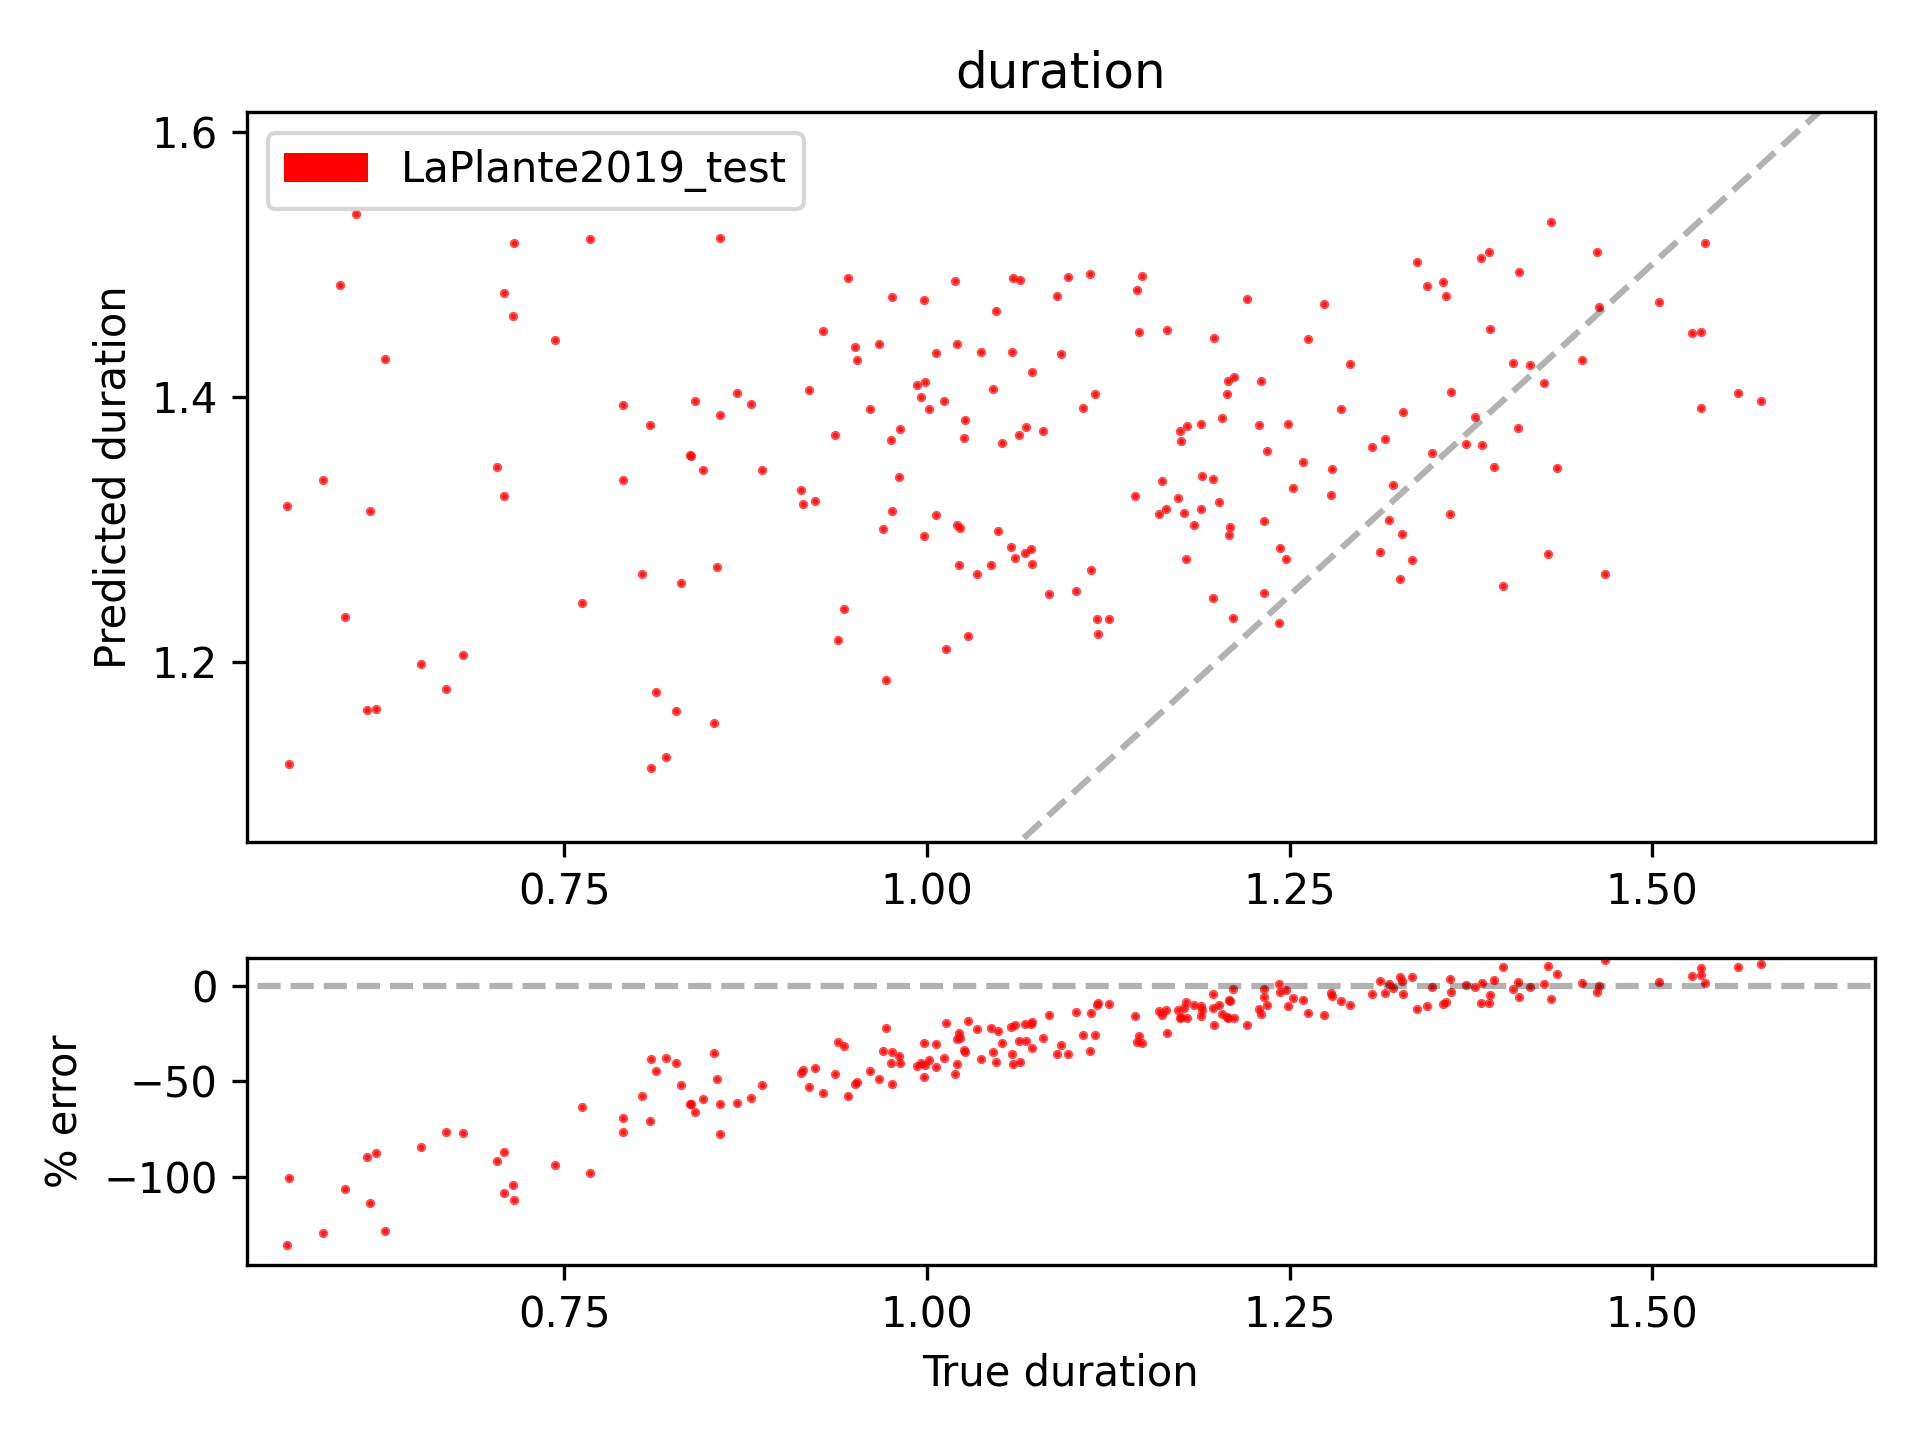 duration
LaPlante2019_test
Predicted duration
1.6
1.4
1.2
0.75 1.00 1.25 1.50
% error
0
−50
−100
0.75 1.00 1.25 1.50
True duration